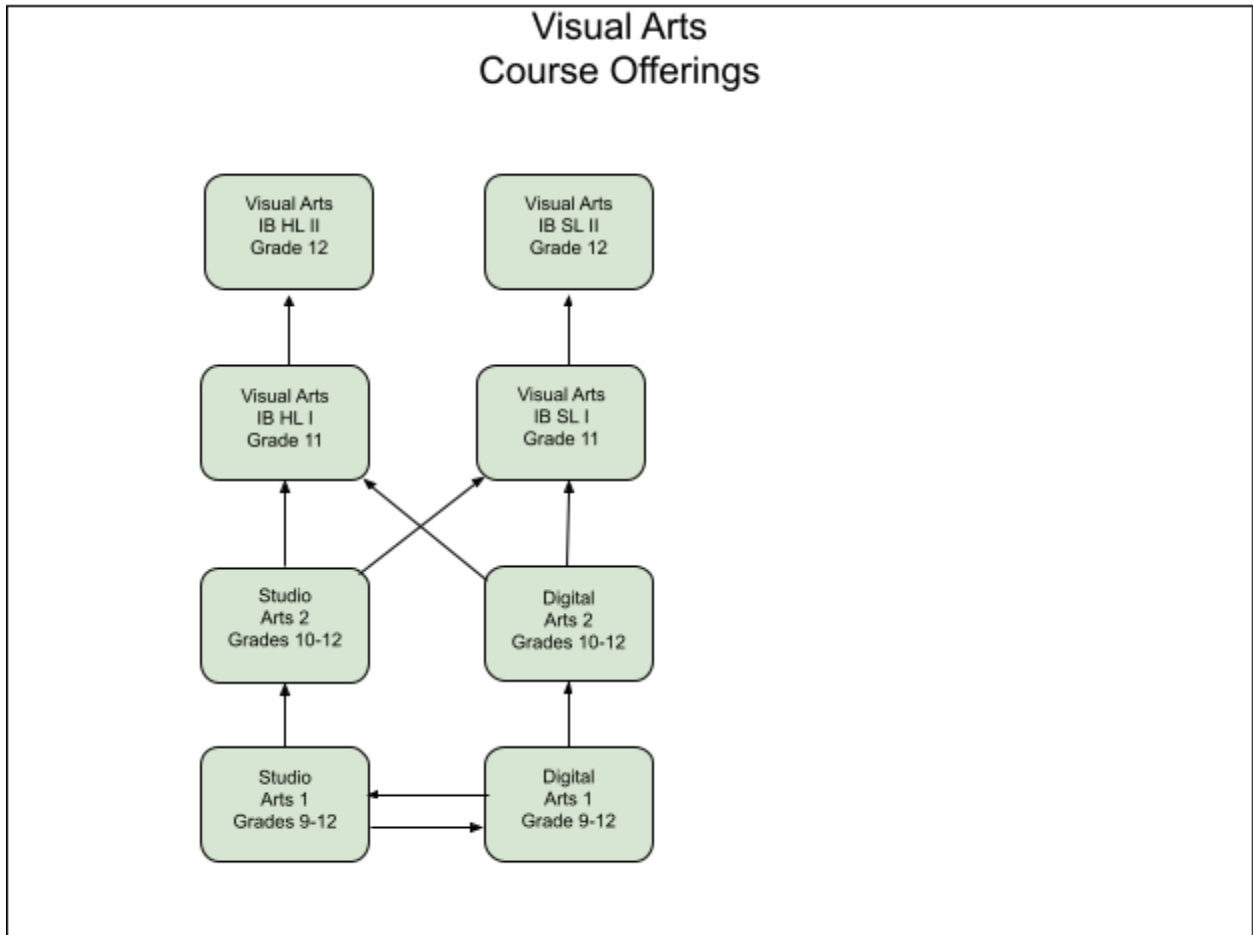 Visual Arts
Course Offerings
Visual Arts
IB HL II
Grade 12
Visual Arts
IB SL II
Grade 12
Visual Arts
IB HL I
Grade 11
Visual Arts
IB SL I
Grade 11
Studio
Arts 2
Grades 10-12
Digital
Arts 2
Grades 10-12
Studio
Arts 1
Grades 9-12
Digital
Arts 1
Grade 9-12